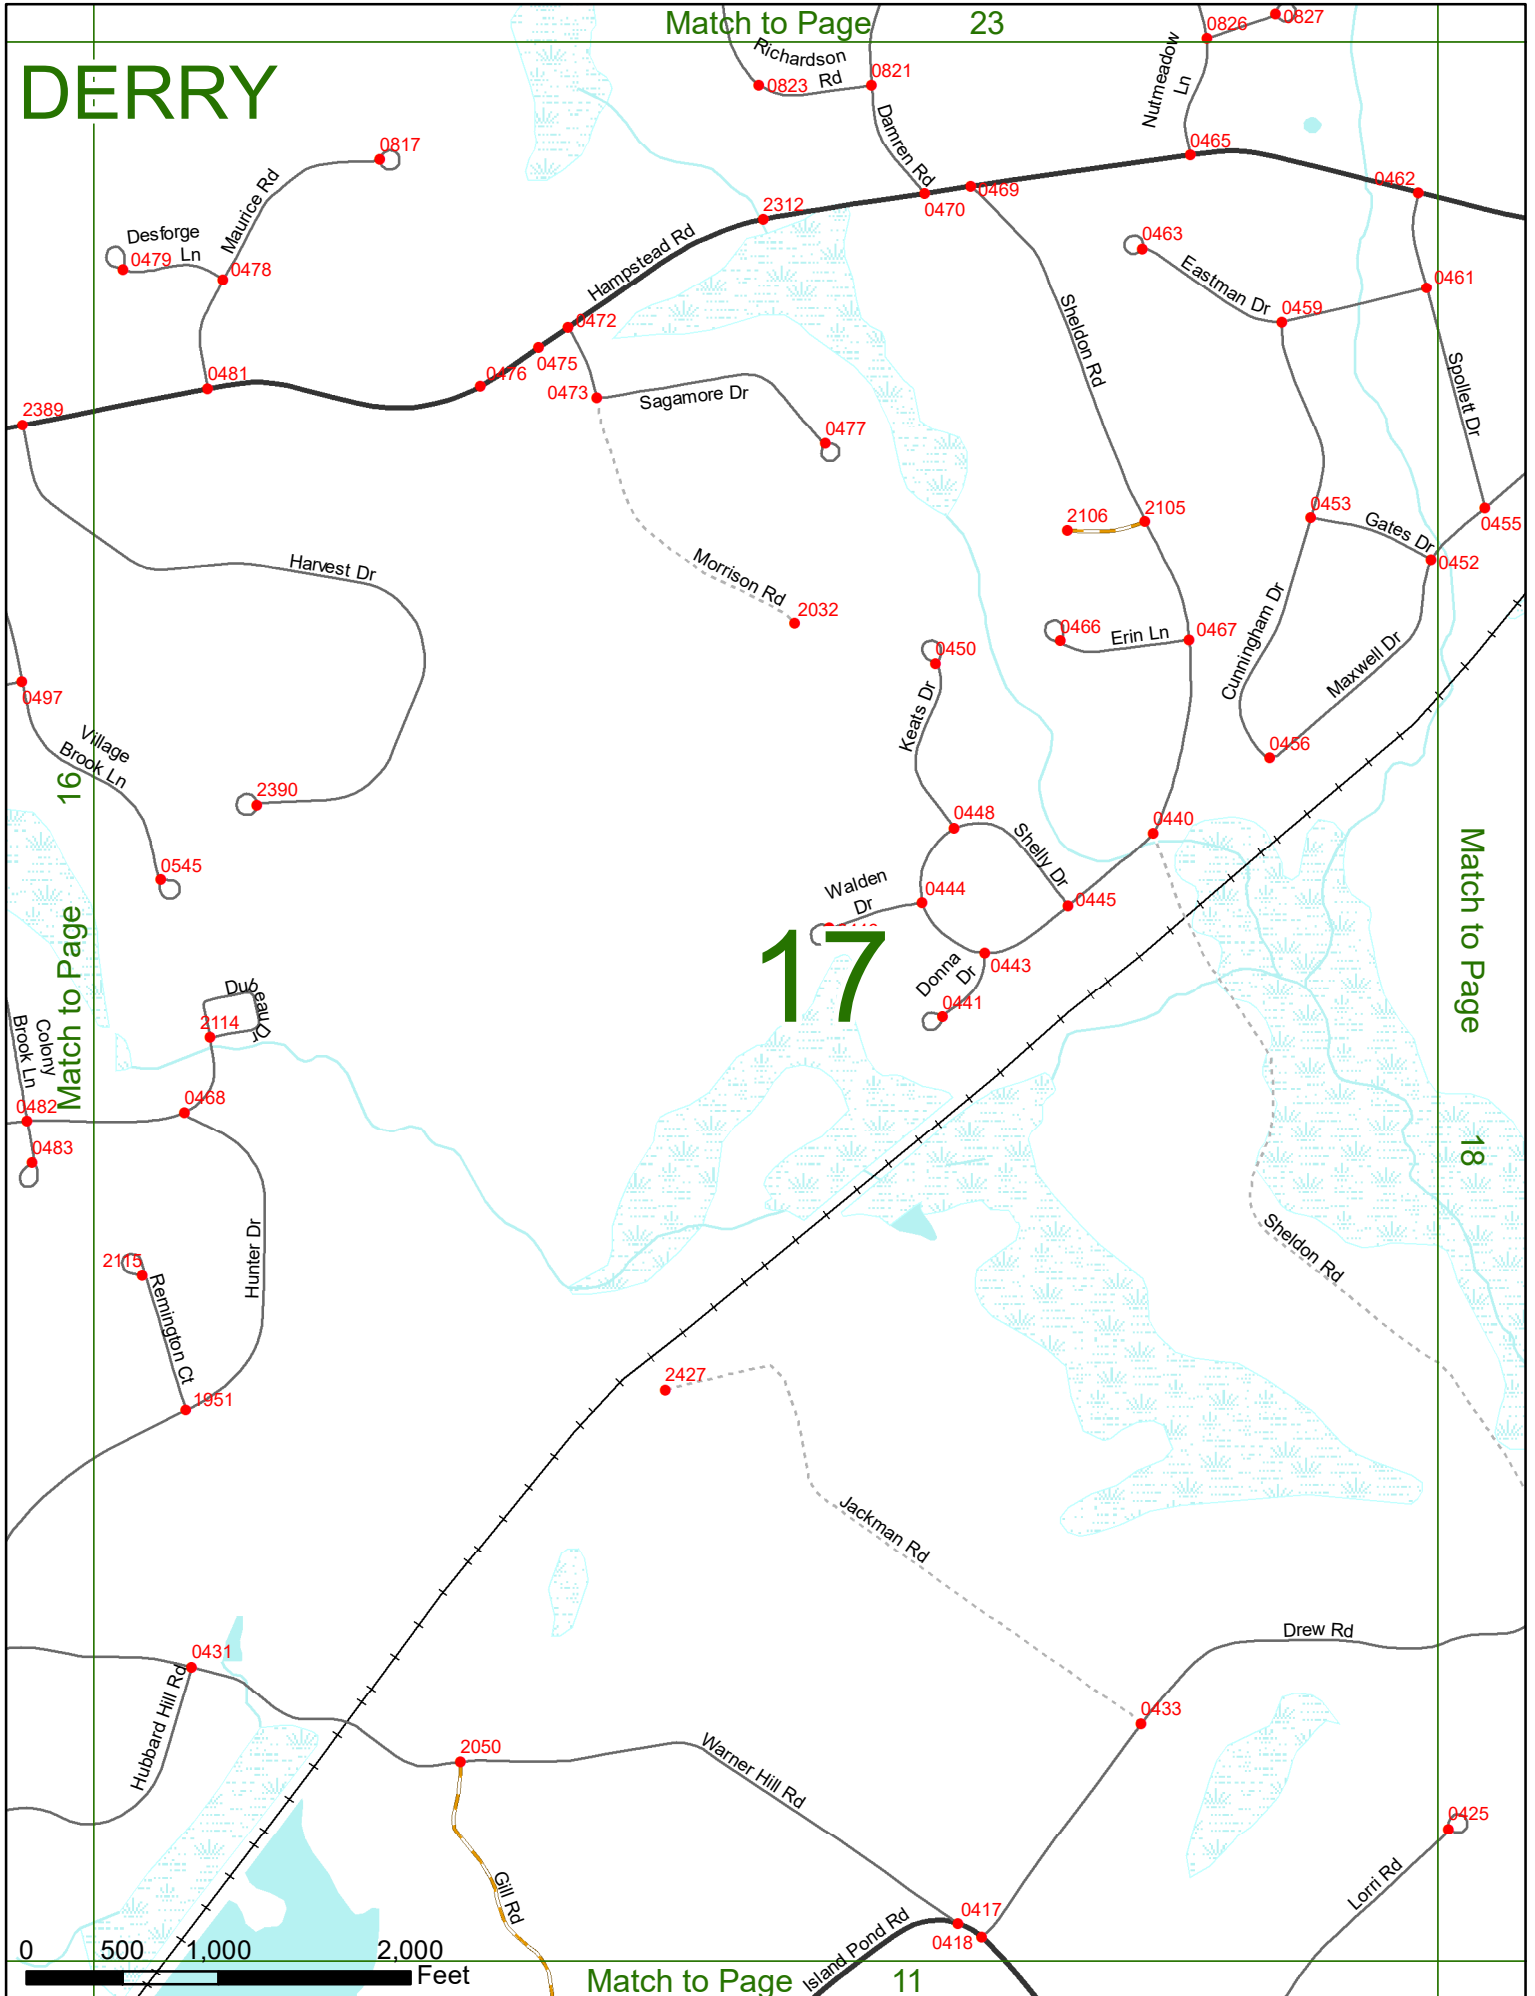 Match to Page 23
DERRY
0826
0827
Richardson
Rd
0823
0821
Nutmeadow
Ln
Damren Rd
0817
0465
Maurice Rd
0462
0469
0470
2312
Desforge
Ln
0479
0478
Hampstead Rd
0463
Eastman Dr
0461
0459
Sheldon Rd
0472
0475
0476
0481
0473
Sagamore Dr
Spollett Dr
2389
0477
0453
Gates Dr
0455
2106
2105
0452
Harvest Dr
Morrison Rd
2032
Cunningham Dr
0466
Erin Ln
0467
0450
Maxwell Dr
0497
Keats Dr
Village
Brook Ln
0456
16
2390
0448
Shelly Dr
0440
0545
Walden
Dr
0444
0445
Match to Page
17
Match to Page
18
Donna
Dr
0443
0441
Dubeau Dr
2114
Colony
Brook Ln
0482
0468
0483
Hunter Dr
Sheldon Rd
2115
Remington Ct
2427
1951
Jackman Rd
Drew Rd
0431
Hubbard Hill Rd
0433
2050
Warner Hill Rd
0425
Gill Rd
Lorri Rd
Island Pond Rd
0417
0418
0 500 1,000 2,000
Feet
Match to Page 11